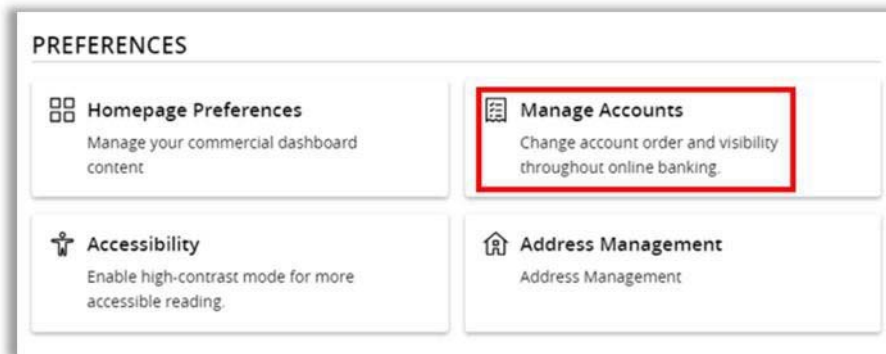 PREFERENCES
Homepage Preferences
Manage your commercial dashboard
content
Manage Accounts
Change account order and visibility
throughout online banking.
Accessibility
Enable high-contrast mode for more
accessible reading.
Address Management
Address Management